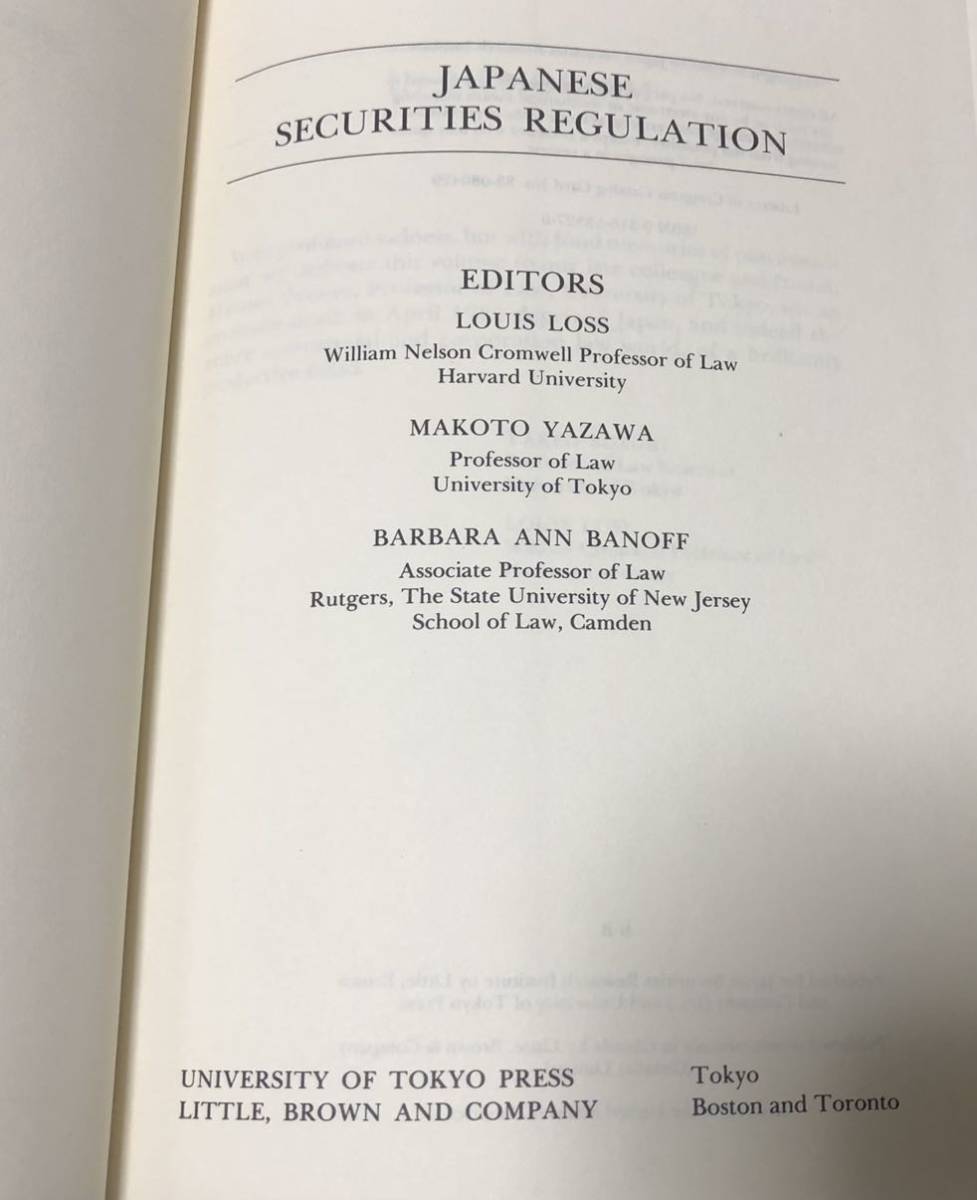 JAPANESE
SECURITIES REGULATION
EDITORS
LOUIS LOSS
William Nelson Cromwell Professor of Law
Harvard University
MAKOTO YAZAWA
Professor of Law
University of Tokyo
BARBARA ANN BANOFF
Associate Professor of Law
Rutgers, The State University of New Jersey
School of Law, Camden
UNIVERSITY OF TOKYO PRESS Tokyo
LITTLE, BROWN AND COMPANY Boston and Toronto